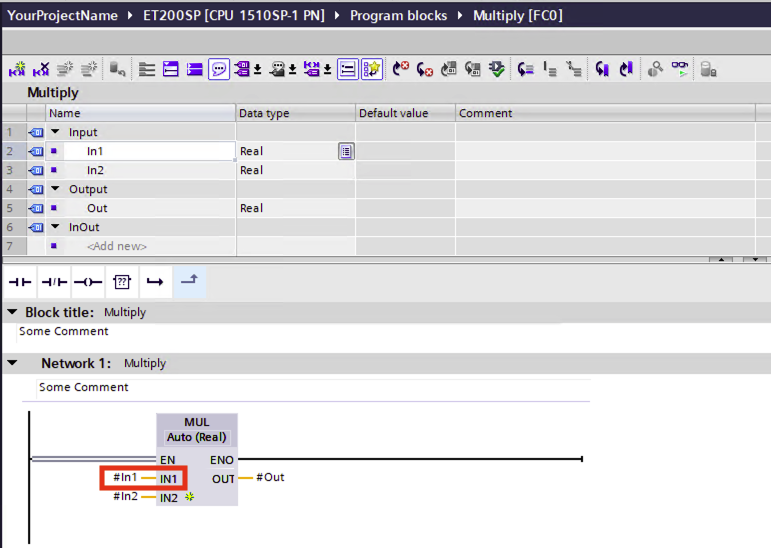 YourProjectName ▸ ET200SP [CPU 1510SP-1 PN] ▸ Program blocks ▸ Multiply [FC0]
Multiply
Name Data type Default value Comment
1 Input
2 In1 Real
3 In2 Real
4 Output
5 Out Real
6 InOut
7 <Add new>
??
Block title: Multiply
Some Comment
Network 1: Multiply
Some Comment
MUL
Auto (Real)
EN ENO
#In1 IN1 OUT #Out
#In2 IN2